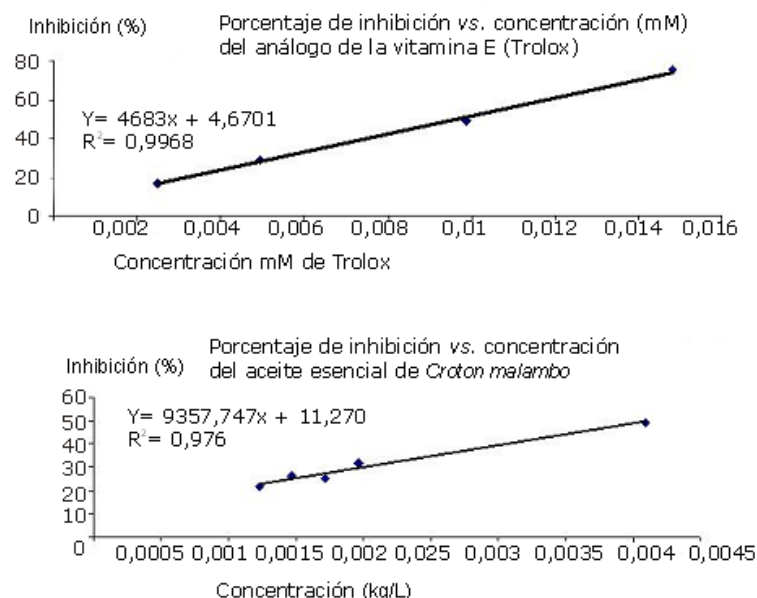 Inhibición (%)
Porcentaje de inhibición vs. concentración (mM)
del análogo de la vitamina E (Trolox)
80
60
40
20
0
Y= 4683x + 4,6701
R²= 0,9968
0,002 0,004 0,006 0,008 0,01 0,012 0,014 0,016
Concentración mM de Trolox
Inhibición (%)
Porcentaje de inhibición vs. concentración
del aceite esencial de Croton malambo
60
50
40
30
20
10
0
Y= 9357,747x + 11,270
R²= 0,976
0,0005 0,001 0,0015 0,002 0,0025 0,003 0,0035 0,004 0,0045
Concentración (kg/L)